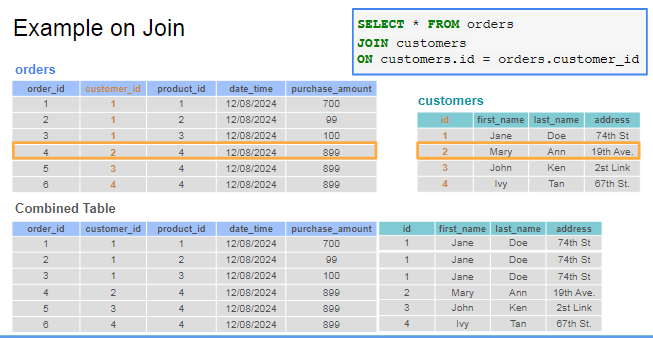 Example on Join
SELECT * FROM orders
JOIN customers
ON customers.id = orders.customer_id
orders
order_id customer_id product_id date_time purchase_amount
1 1 1 12/08/2024 700
2 1 2 12/08/2024 99
3 1 3 12/08/2024 100
4 2 4 12/08/2024 899
5 3 4 12/08/2024 899
6 4 4 12/08/2024 899
customers
id first_name last_name address
1 Jane Doe 74th St
2 Mary Ann 19th Ave.
3 John Ken 2st Link
4 Ivy Tan 67th St.
Combined Table
order_id customer_id product_id date_time purchase_amount id first_name last_name address
1 1 1 12/08/2024 700 1 Jane Doe 74th St
2 1 2 12/08/2024 99 1 Jane Doe 74th St
3 1 3 12/08/2024 100 1 Jane Doe 74th St
4 2 4 12/08/2024 899 2 Mary Ann 19th Ave.
5 3 4 12/08/2024 899 3 John Ken 2st Link
6 4 4 12/08/2024 899 4 Ivy Tan 67th St.